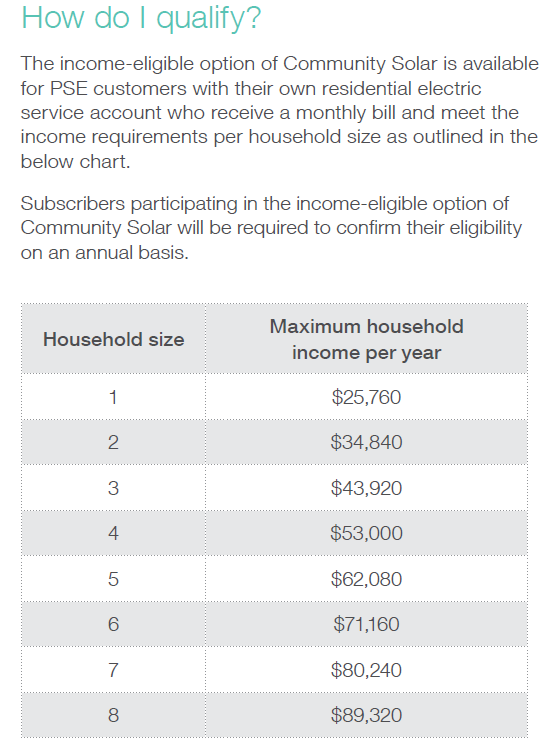 How do I qualify?
The income-eligible option of Community Solar is available
for PSE customers with their own residential electric
service account who receive a monthly bill and meet the
income requirements per household size as outlined in the
below chart.
Subscribers participating in the income-eligible option of
Community Solar will be required to confirm their eligibility
on an annual basis.
Household size
Maximum household
income per year
1 $25,760
2 $34,840
3 $43,920
4 $53,000
5 $62,080
6 $71,160
7 $80,240
8 $89,320